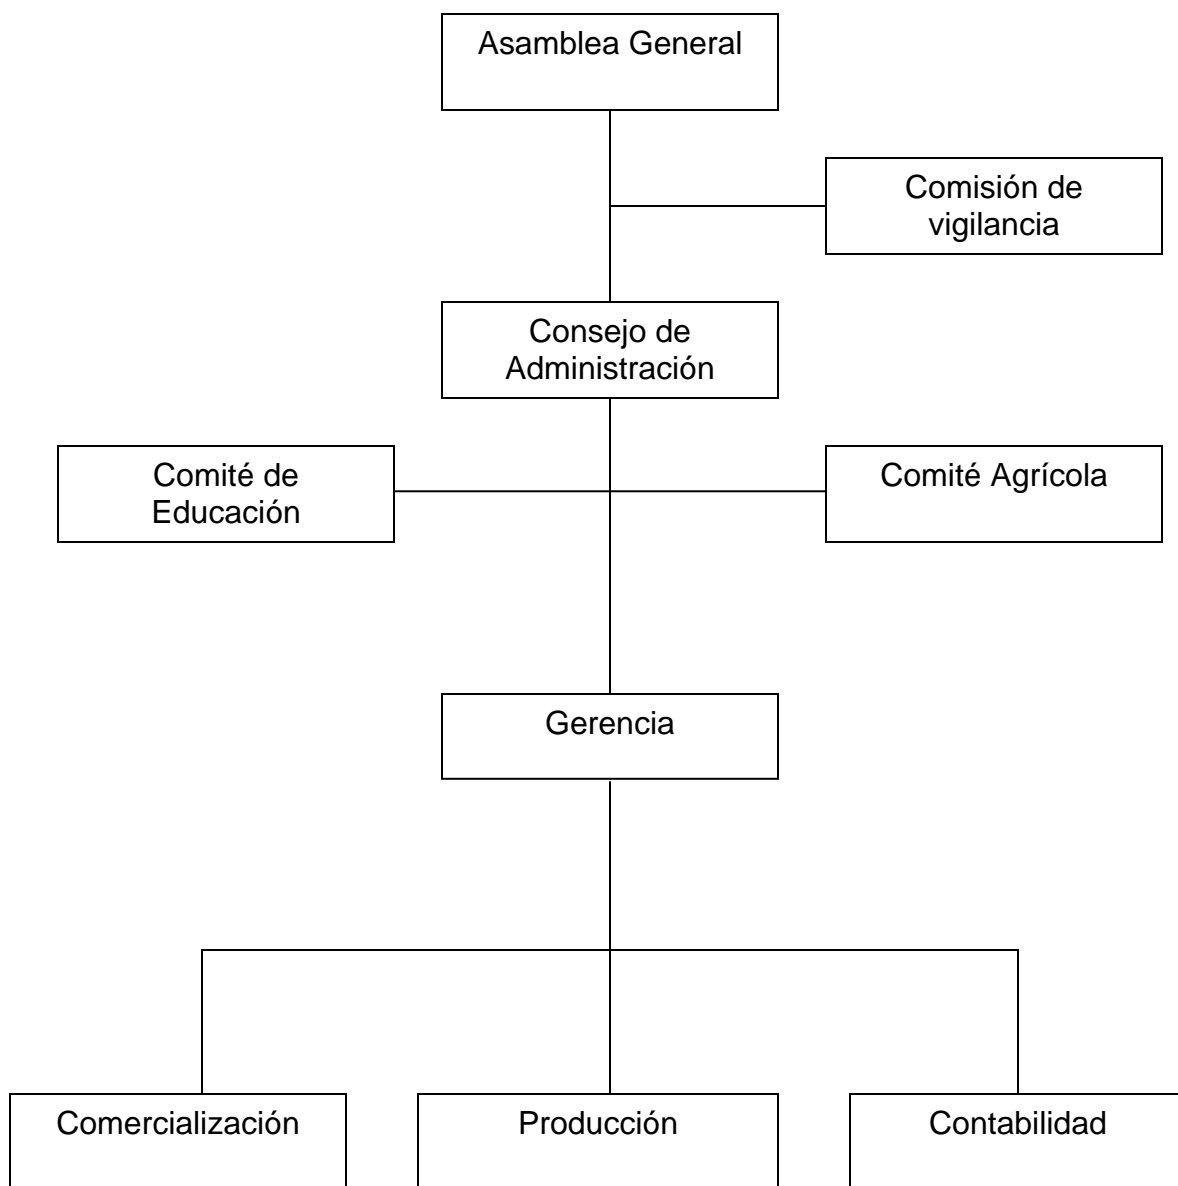 Asamblea General
Comisión de
vigilancia
Consejo de
Administración
Comité de
Educación
Comité Agrícola
Gerencia
Comercialización
Producción
Contabilidad